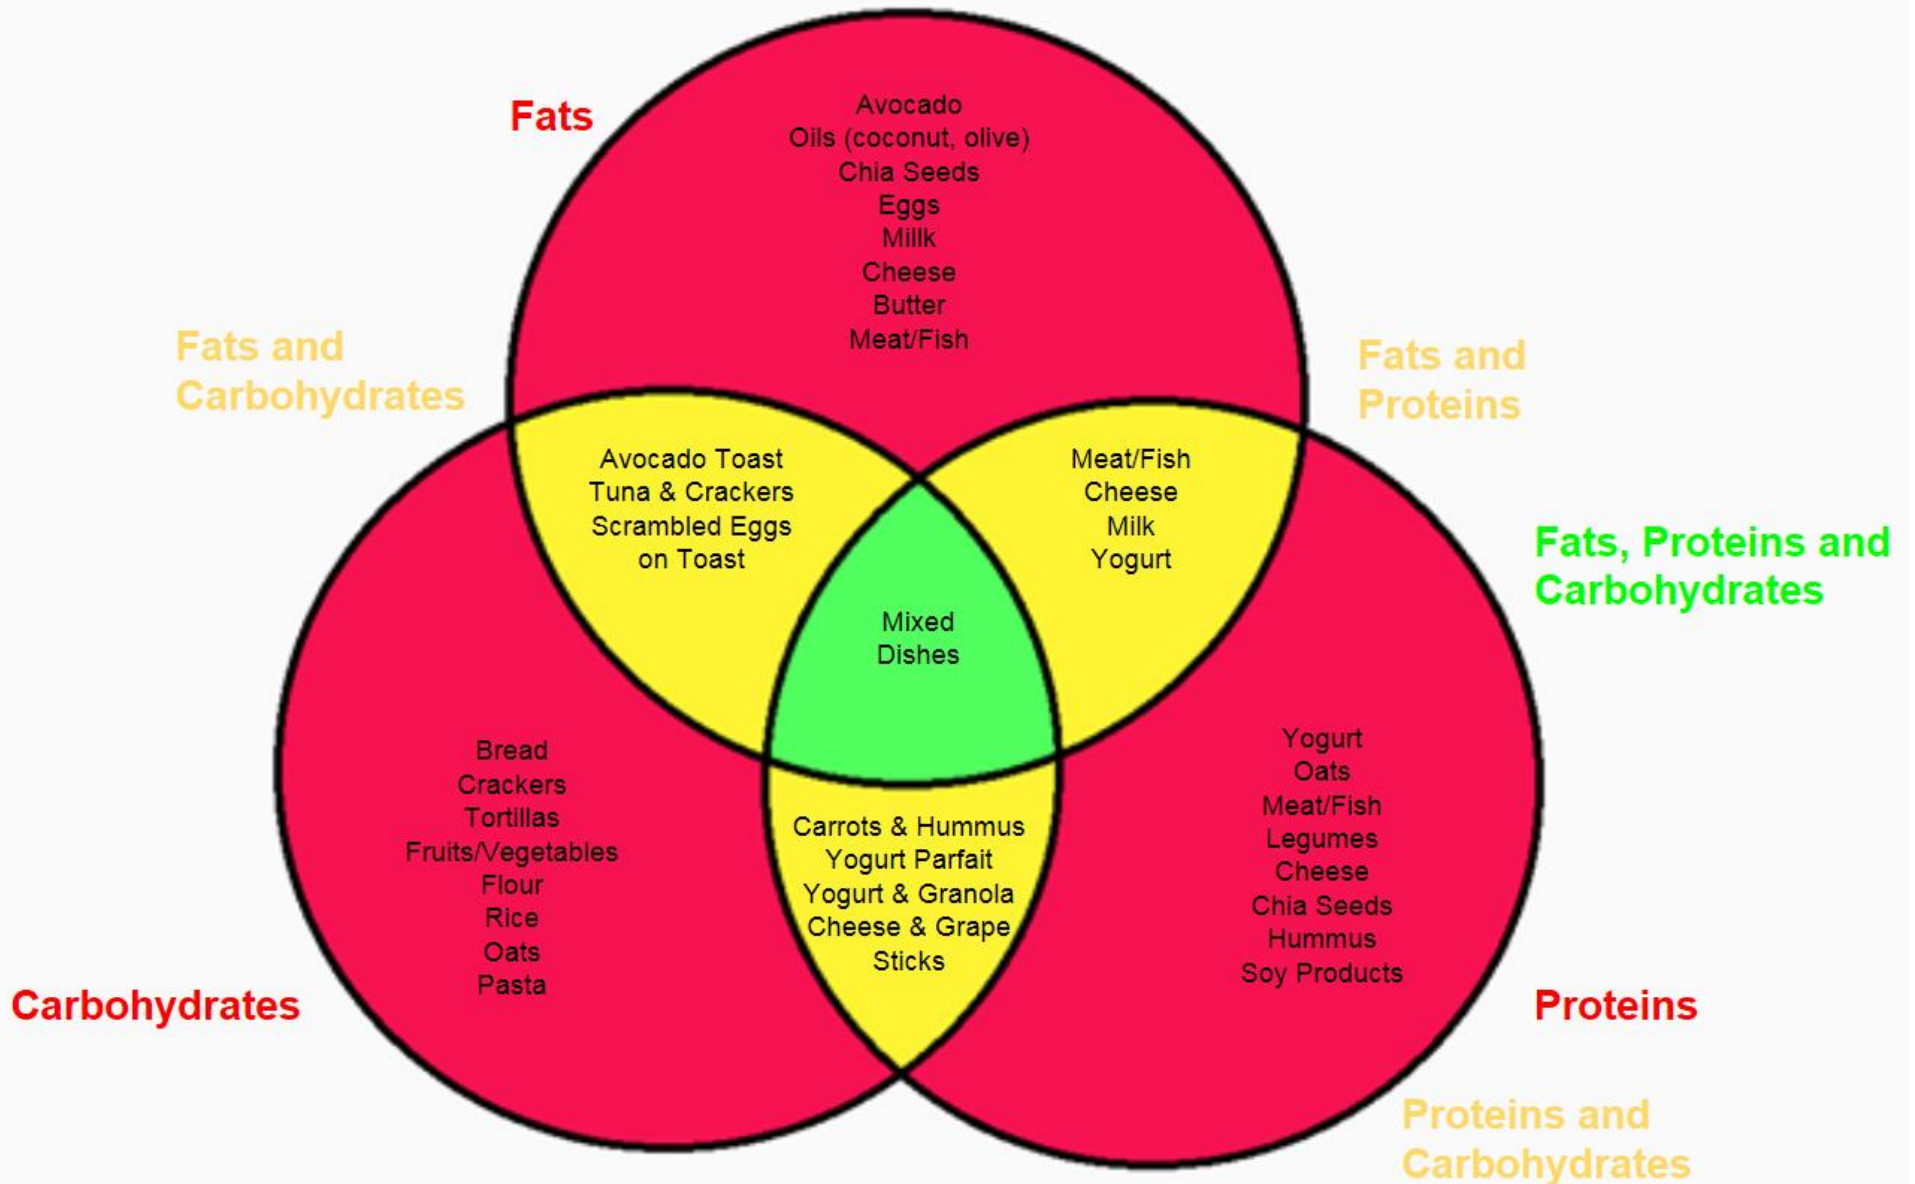 Fats
Avocado
Oils (coconut, olive)
Chia Seeds
Eggs
Millk
Cheese
Butter
Meat/Fish
Fats and
Carbohydrates
Fats and
Proteins
Avocado Toast
Tuna & Crackers
Scrambled Eggs
on Toast
Meat/Fish
Cheese
Milk
Yogurt
Fats, Proteins and
Carbohydrates
Mixed
Dishes
Bread
Crackers
Tortillas
Fruits/Vegetables
Flour
Rice
Oats
Pasta
Carrots & Hummus
Yogurt Parfait
Yogurt & Granola
Cheese & Grape
Sticks
Yogurt
Oats
Meat/Fish
Legumes
Cheese
Chia Seeds
Hummus
Soy Products
Carbohydrates
Proteins
Proteins and
Carbohydrates